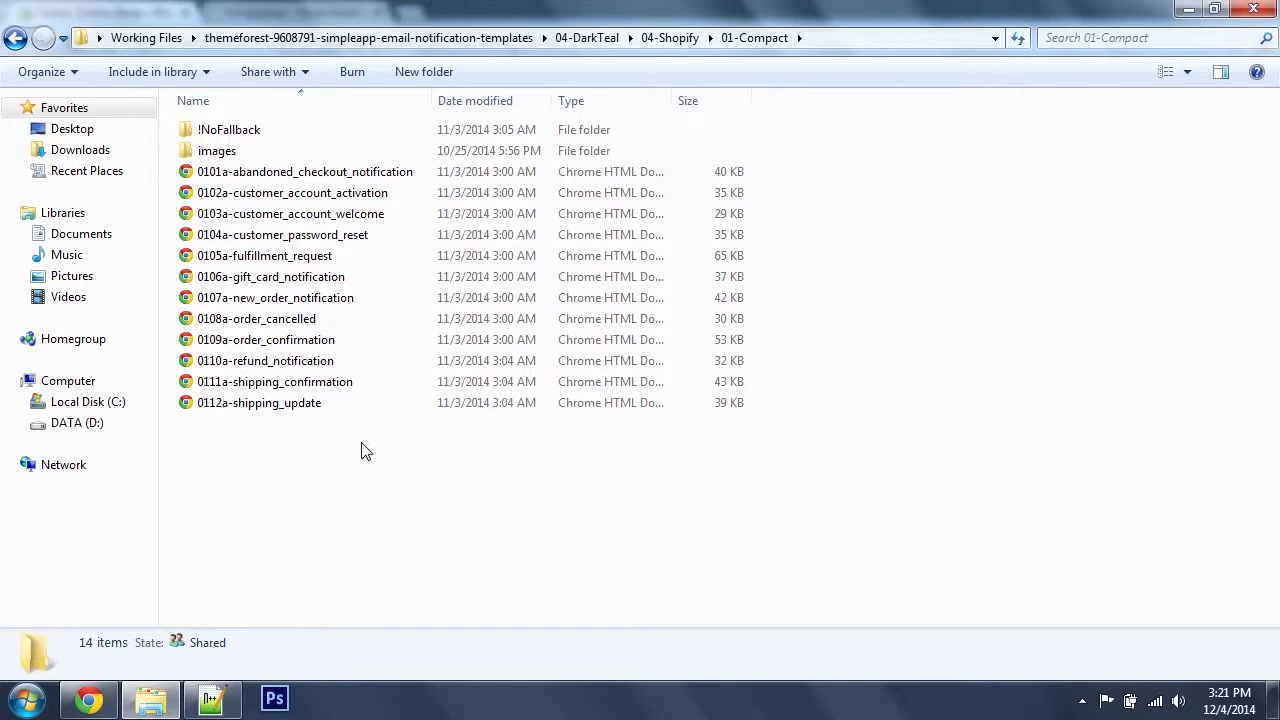 Working Files themeforest-9608791-simpleapp-email-notification-templates 04-DarkTeal 04-Shopify 01-Compact Search 01-Compact
Organize Include in library Share with Burn New folder
Name Date modified Type Size
Favorites
Desktop
Downloads
Recent Places
Libraries
Documents
Music
Pictures
Videos
Homegroup
Computer
Local Disk (C:)
DATA (D:)
Network
!NoFallback 11/3/2014 3:05 AM File folder
images 10/25/2014 5:56 PM File folder
0101a-abandoned_checkout_notification 11/3/2014 3:00 AM Chrome HTML Do... 40 KB
0102a-customer_account_activation 11/3/2014 3:00 AM Chrome HTML Do... 35 KB
0103a-customer_account_welcome 11/3/2014 3:00 AM Chrome HTML Do... 29 KB
0104a-customer_password_reset 11/3/2014 3:00 AM Chrome HTML Do... 35 KB
0105a-fulfillment_request 11/3/2014 3:00 AM Chrome HTML Do... 65 KB
0106a-gift_card_notification 11/3/2014 3:00 AM Chrome HTML Do... 37 KB
0107a-new_order_notification 11/3/2014 3:00 AM Chrome HTML Do... 42 KB
0108a-order_cancelled 11/3/2014 3:00 AM Chrome HTML Do... 30 KB
0109a-order_confirmation 11/3/2014 3:00 AM Chrome HTML Do... 53 KB
0110a-refund_notification 11/3/2014 3:04 AM Chrome HTML Do... 32 KB
0111a-shipping_confirmation 11/3/2014 3:04 AM Chrome HTML Do... 43 KB
0112a-shipping_update 11/3/2014 3:04 AM Chrome HTML Do... 39 KB
14 items State: Shared
Ps
3:21 PM
12/4/2014